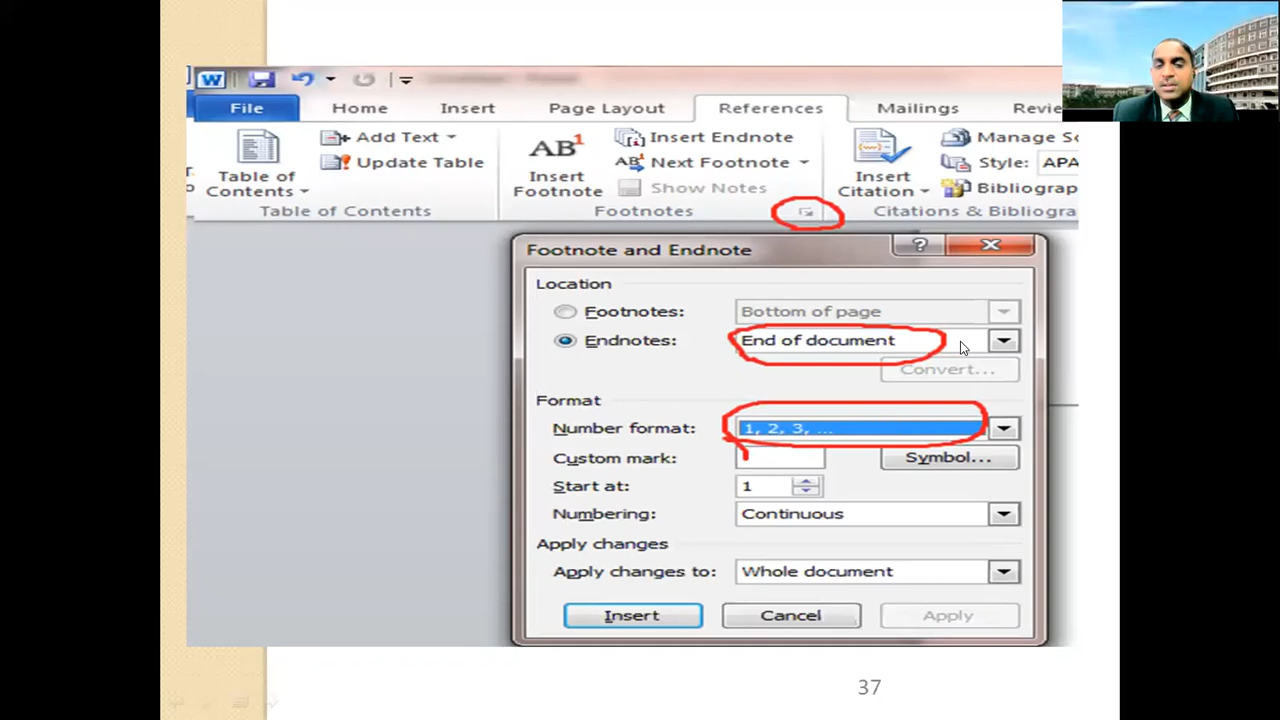 File Home Insert Page Layout References Mailings
Add Text Insert Endnote Manage
Update Table AB¹ Next Footnote Style: APA
Table of Contents Insert Footnote Show Notes Insert Citation
Table of Contents Footnotes Citations &
Footnote and Endnote
Location
Footnotes: Bottom of page
Endnotes: End of document
Convert...
Format
Number format: 1, 2, 3, ...
Custom mark: Symbol...
Start at: 1
Numbering: Continuous
Apply changes
Apply changes to: Whole document
Insert Cancel Apply
37